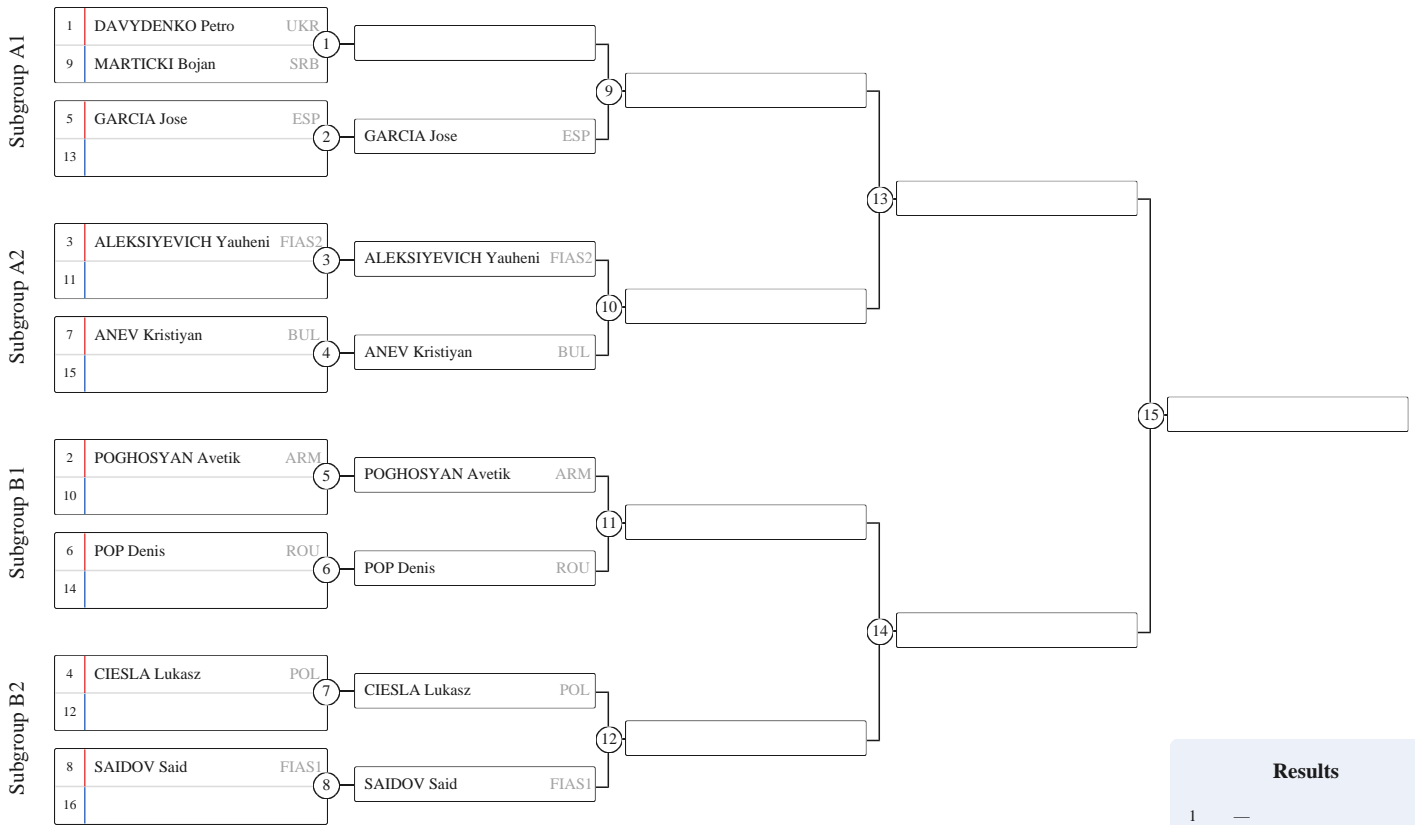 Subgroup A1
1 DAVYDENKO Petro UKR
9 MARTICKI Bojan SRB
1
5 GARCIA Jose ESP
13
2
GARCIA Jose ESP
9
Subgroup A2
3 ALEKSIYEVICH Yauheni FIAS2
11
3
ALEKSIYEVICH Yauheni FIAS2
7 ANEV Kristiyan BUL
15
4
ANEV Kristiyan BUL
10
13
Subgroup B1
2 POGHOSYAN Avetik ARM
10
5
POGHOSYAN Avetik ARM
6 POP Denis ROU
14
6
POP Denis ROU
11
Subgroup B2
4 CIESLA Lukasz POL
12
7
CIESLA Lukasz POL
8 SAIDOV Said FIAS1
16
8
SAIDOV Said FIAS1
12
14
15
Results
1 —